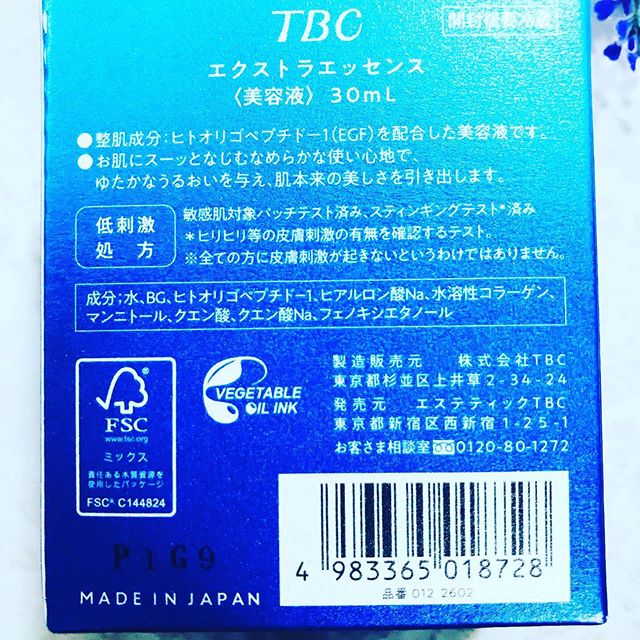 TBC
開封後要冷蔵
エクストラエッセンス
〈美容液〉30mL
●整肌成分:ヒトオリゴペプチド-1(EGF)を配合した美容液です。
●お肌にスーッとなじむなめらかな使い心地で、
ゆたかなうるおいを与え、肌本来の美しさを引き出します。
低刺激
処方
敏感肌対象パッチテスト済み、スティンギングテスト*済み
*ヒリヒリ等の皮膚刺激の有無を確認するテスト。
※全ての方に皮膚刺激が起きないというわけではありません。
成分;水、BG、ヒトオリゴペプチド-1、ヒアルロン酸Na、水溶性コラーゲン、
マンニトール、クエン酸、クエン酸Na、フェノキシエタノール
FSC
www.fsc.org
ミックス
責任ある木質資源を
使用したパッケージ
FSC® C144824
VEGETABLE
OIL INK
製造販売元 株式会社TBC
東京都杉並区上井草2-34-24
発売元 エステティックTBC
東京都新宿区西新宿1-25-1
お客さま相談室 0120-80-1272
P1G9
MADE IN JAPAN
4 983365 018728
品番 012 2602